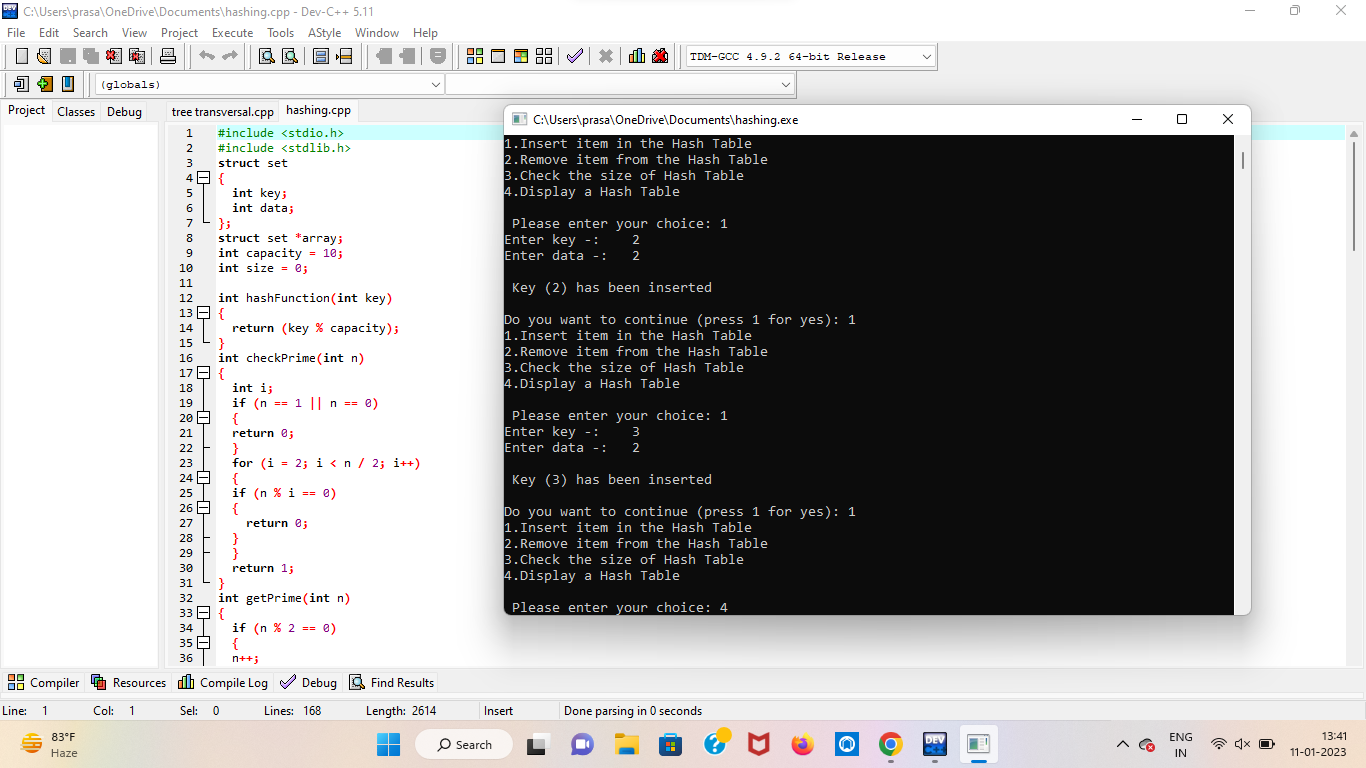 C:\Users\prasa\OneDrive\Documents\hashing.cpp - Dev-C++ 5.11
File Edit Search View Project Execute Tools AStyle Window Help
TDM-GCC 4.9.2 64-bit Release
(globals)
Project Classes Debug
tree transversal.cpp hashing.cpp
1 #include <stdio.h>
2 #include <stdlib.h>
3 struct set
4 {
5 int key;
6 int data;
7 };
8 struct set *array;
9 int capacity = 10;
10 int size = 0;
11
12 int hashFunction(int key)
13 {
14 return (key % capacity);
15 }
16 int checkPrime(int n)
17 {
18 int i;
19 if (n == 1 || n == 0)
20 {
21 return 0;
22 }
23 for (i = 2; i < n / 2; i++)
24 {
25 if (n % i == 0)
26 {
27 return 0;
28 }
29 }
30 return 1;
31 }
32 int getPrime(int n)
33 {
34 if (n % 2 == 0)
35 {
36 n++;
C:\Users\prasa\OneDrive\Documents\hashing.exe
1.Insert item in the Hash Table
2.Remove item from the Hash Table
3.Check the size of Hash Table
4.Display a Hash Table
Please enter your choice: 1
Enter key -: 2
Enter data -: 2
Key (2) has been inserted
Do you want to continue (press 1 for yes): 1
1.Insert item in the Hash Table
2.Remove item from the Hash Table
3.Check the size of Hash Table
4.Display a Hash Table
Please enter your choice: 1
Enter key -: 3
Enter data -: 2
Key (3) has been inserted
Do you want to continue (press 1 for yes): 1
1.Insert item in the Hash Table
2.Remove item from the Hash Table
3.Check the size of Hash Table
4.Display a Hash Table
Please enter your choice: 4
Compiler Resources Compile Log Debug Find Results
Line: 1 Col: 1 Sel: 0 Lines: 168 Length: 2614 Insert Done parsing in 0 seconds
83°F
Haze
Search
DEV
ENG
IN
13:41
11-01-2023